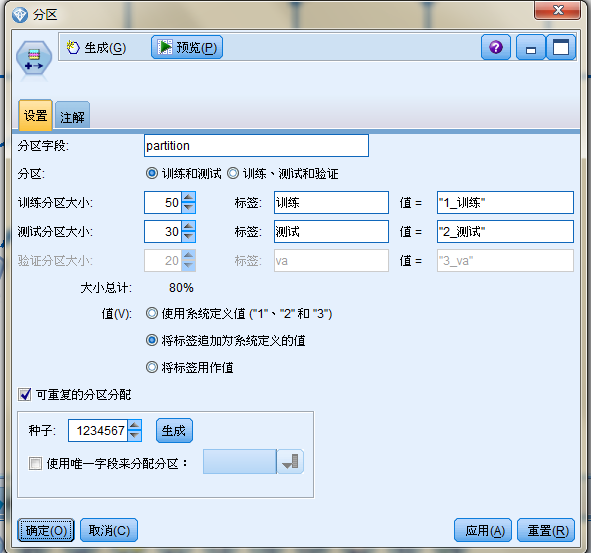 分区
生成(G) 预览(P)
设置 注解
分区字段: partition
分区: 训练和测试 训练、测试和验证
训练分区大小: 50 标签: 训练 值 = "1_训练"
测试分区大小: 30 标签: 测试 值 = "2_测试"
验证分区大小: 20 标签: va 值 = "3_va"
大小总计: 80%
值(V): 使用系统定义值 ("1"、"2" 和 "3")
将标签追加为系统定义的值
将标签用作值
可重复的分区分配
种子: 1234567 生成
使用唯一字段来分配分区：
确定(O) 取消(C) 应用(A) 重置(R)